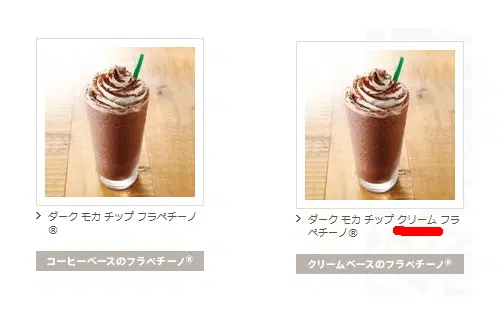 ダーク モカ チップ フラペチーノ
®
コーヒーベースのフラペチーノ®
ダーク モカ チップ クリーム フラ
ペチーノ®
クリームベースのフラペチーノ®